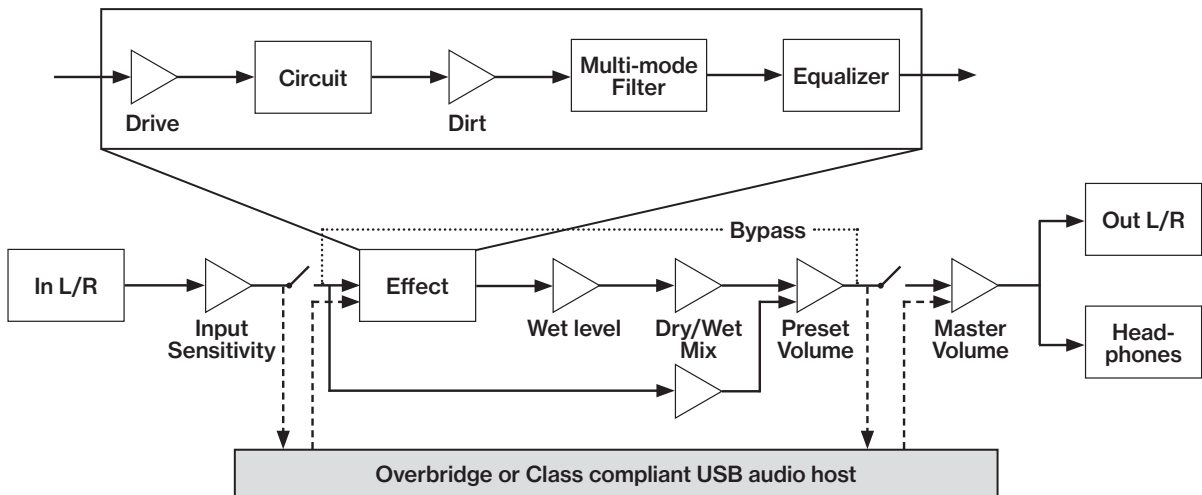 Drive
Circuit
Dirt
Multi-mode
Filter
Equalizer
In L/R
Input
Sensitivity
Bypass
Effect
Wet level
Dry/Wet
Mix
Preset
Volume
Master
Volume
Out L/R
Head-
phones
Overbridge or Class compliant USB audio host